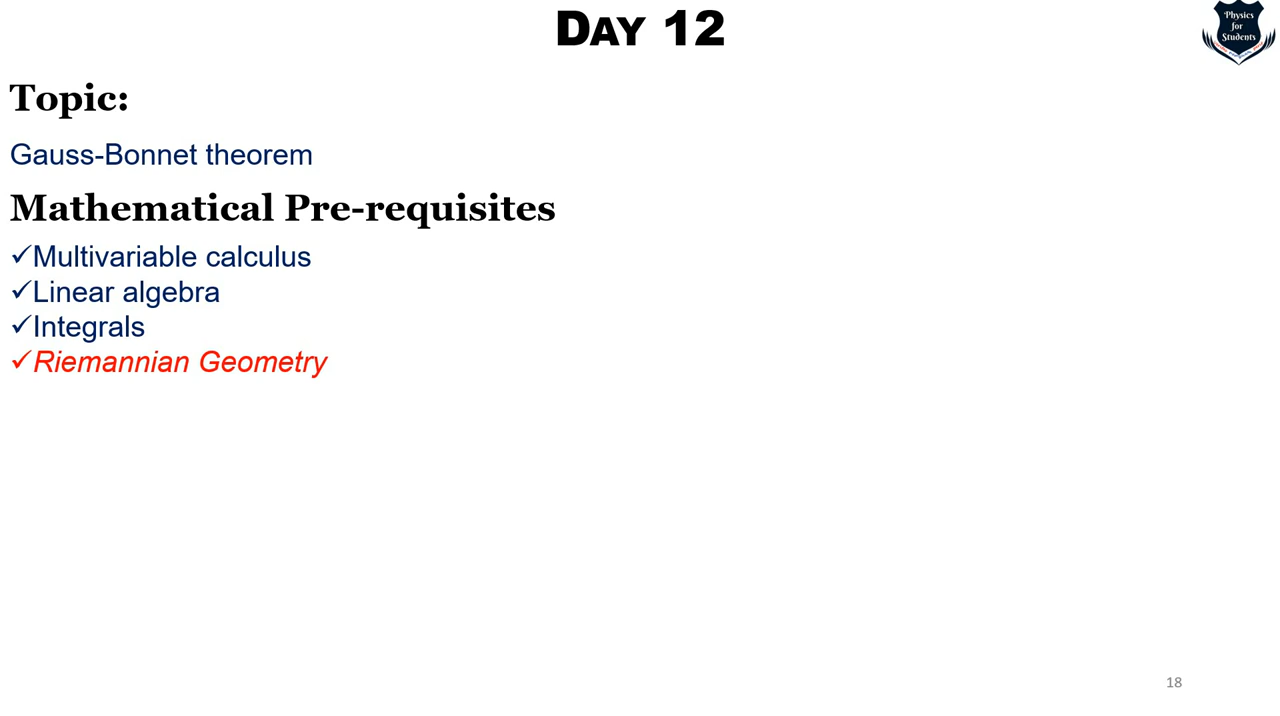 DAY 12
Physics
for
Students
Topic:
Gauss-Bonnet theorem
Mathematical Pre-requisites
✓Multivariable calculus
✓Linear algebra
✓Integrals
✓Riemannian Geometry
18